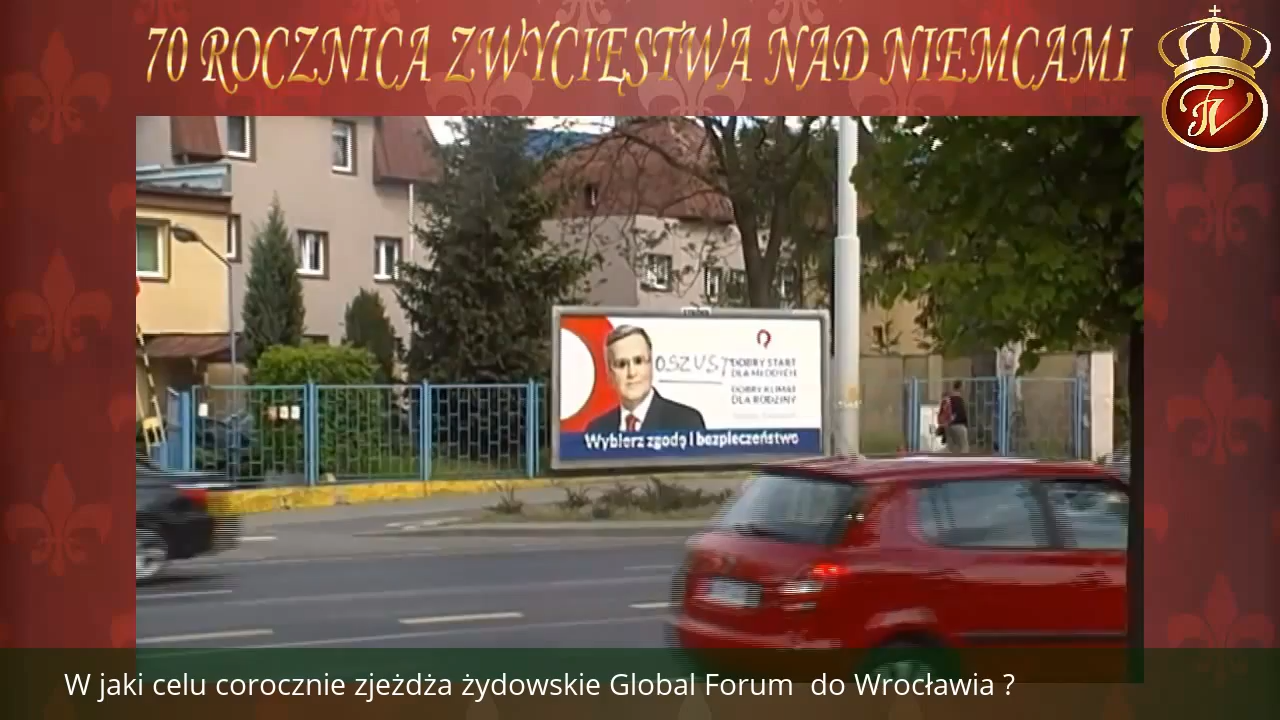 70 ROCZNICA ZWYCIĘSTWA NAD NIEMCAMI
TV
OSZUST
DOBRY START
DLA MŁODYCH
DOBRY KLIMAT
DLA RODZINY
Wybierz zgodę i bezpieczeństwo
W jaki celu corocznie zjeżdża żydowskie Global Forum do Wrocławia ?